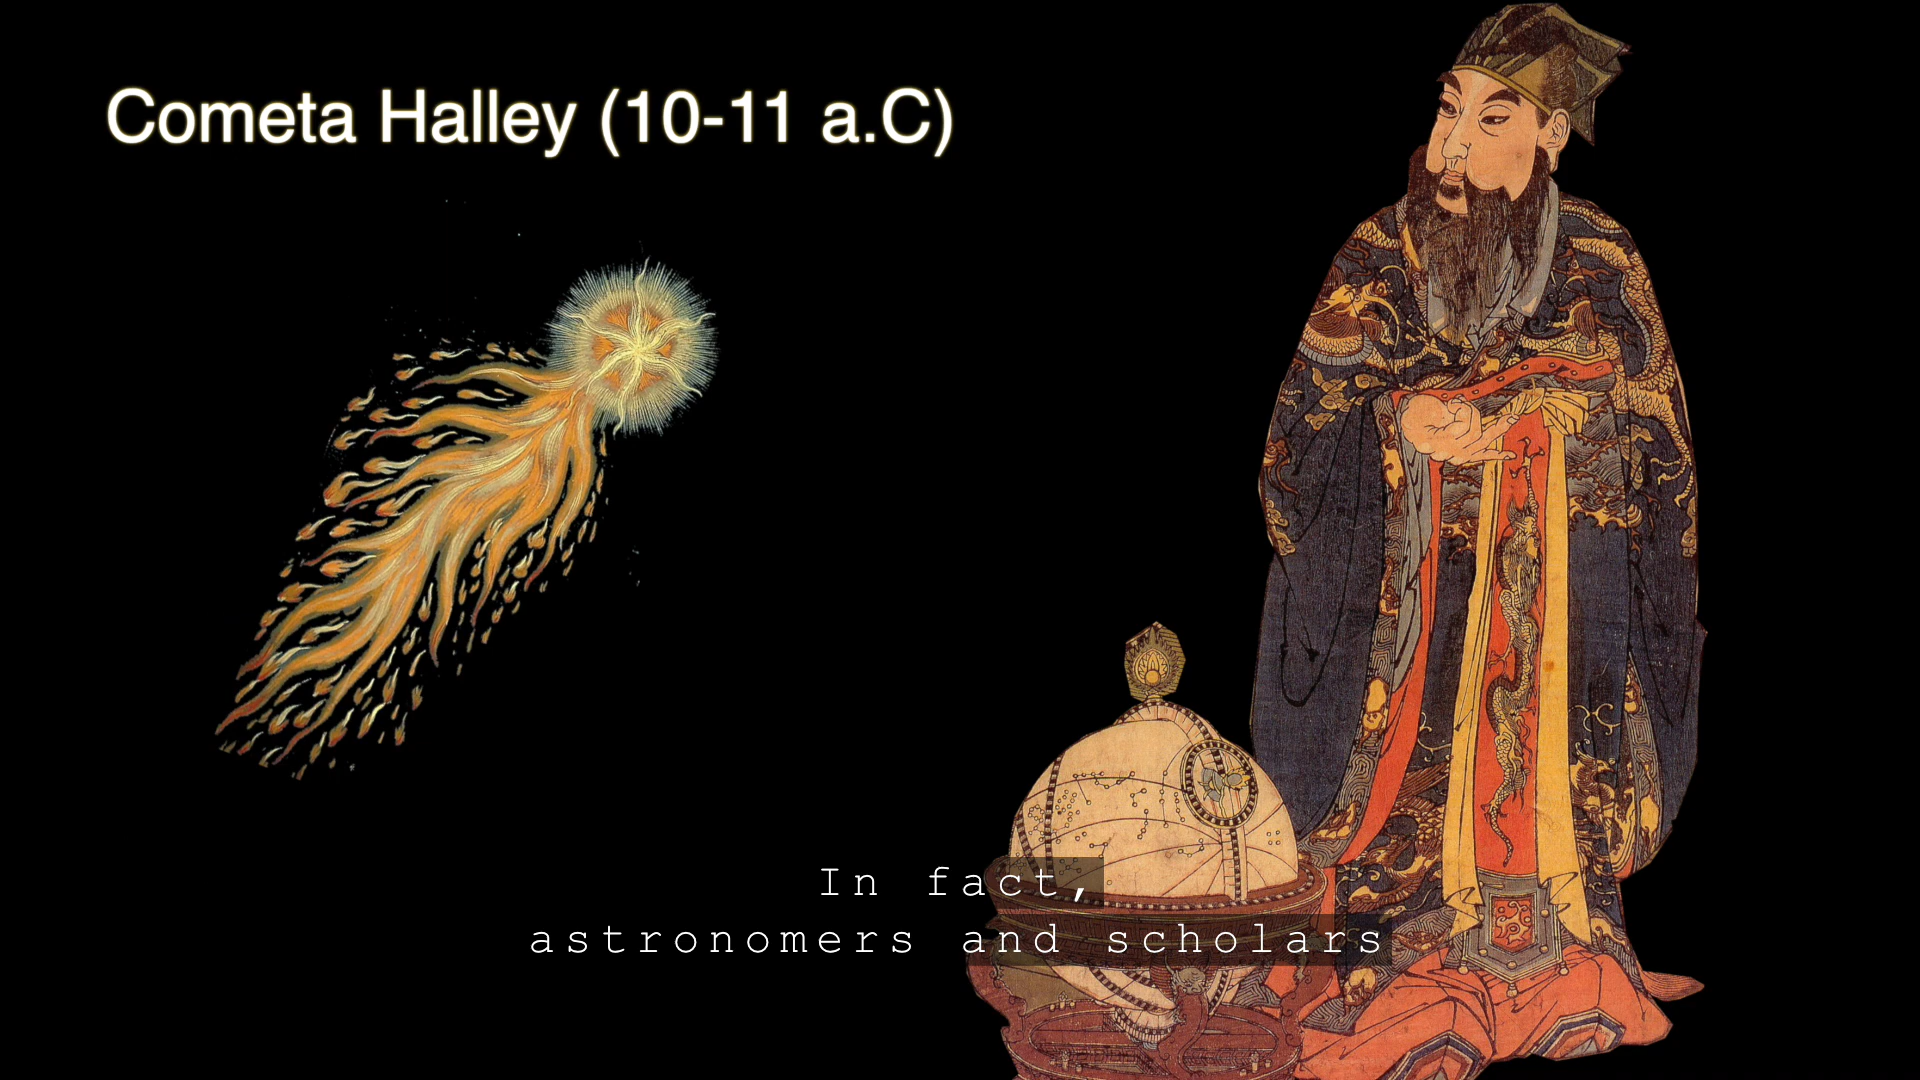 Cometa Halley (10-11 a.C)
In fact,
astronomers and scholars